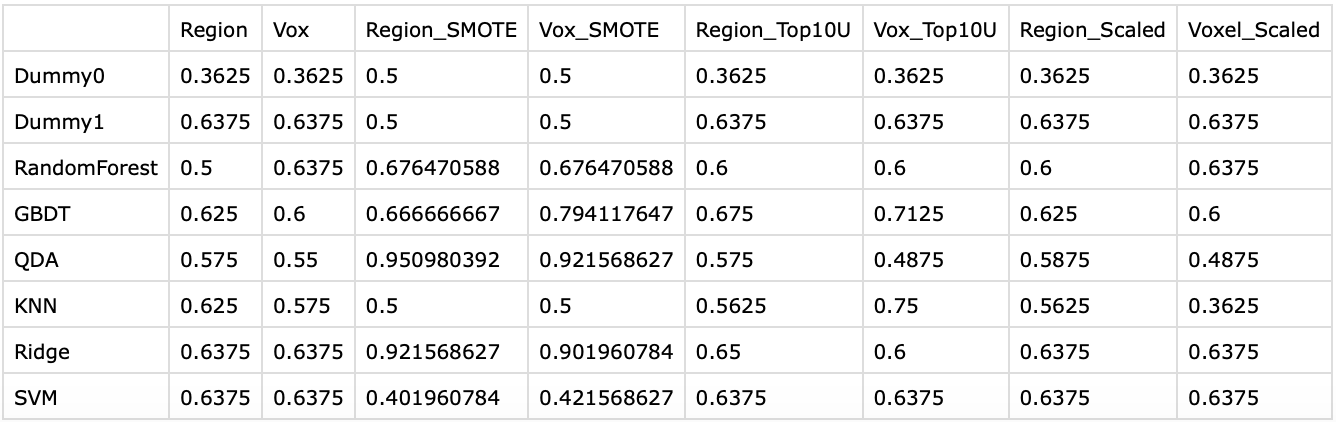 Region Vox Region_SMOTE Vox_SMOTE Region_Top10U Vox_Top10U Region_Scaled Voxel_Scaled
Dummy0 0.3625 0.3625 0.5 0.5 0.3625 0.3625 0.3625 0.3625
Dummy1 0.6375 0.6375 0.5 0.5 0.6375 0.6375 0.6375 0.6375
RandomForest 0.5 0.6375 0.676470588 0.676470588 0.6 0.6 0.6 0.6375
GBDT 0.625 0.6 0.666666667 0.794117647 0.675 0.7125 0.625 0.6
QDA 0.575 0.55 0.950980392 0.921568627 0.575 0.4875 0.5875 0.4875
KNN 0.625 0.575 0.5 0.5 0.5625 0.75 0.5625 0.3625
Ridge 0.6375 0.6375 0.921568627 0.901960784 0.65 0.6 0.6375 0.6375
SVM 0.6375 0.6375 0.401960784 0.421568627 0.6375 0.6375 0.6375 0.6375